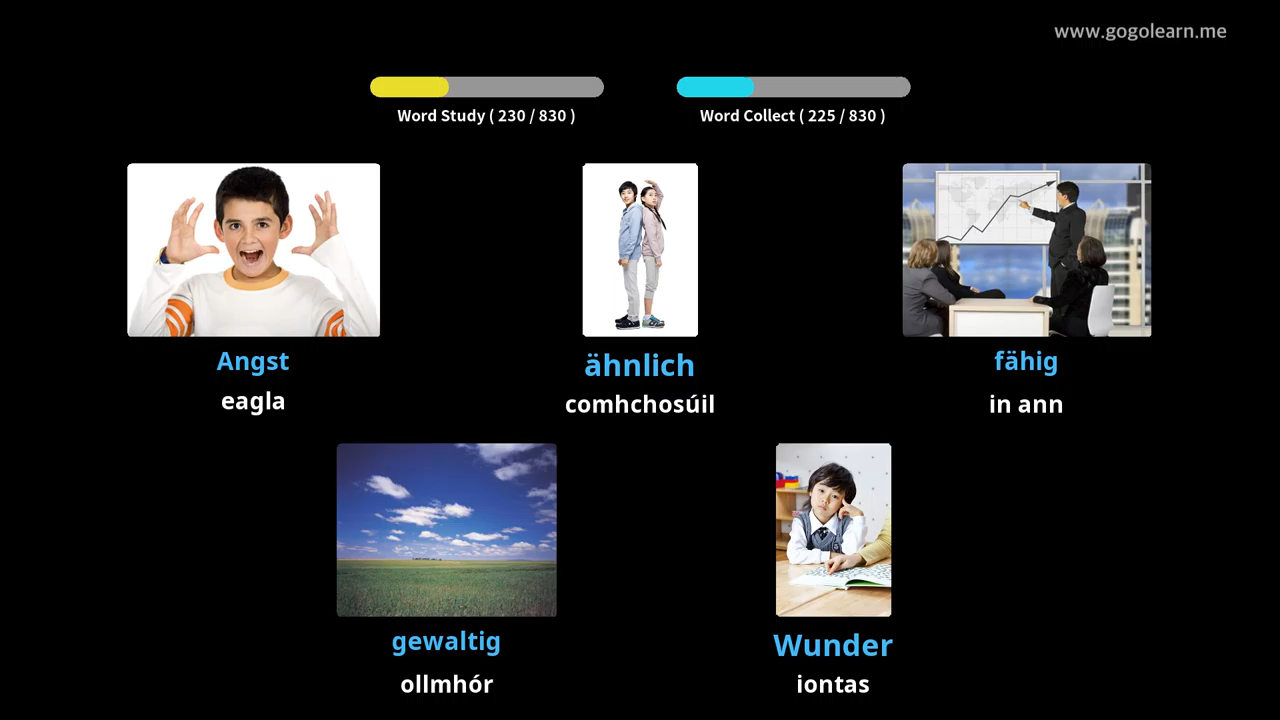 www.gogolearn.me
Word Study ( 230 / 830 )
Word Collect ( 225 / 830 )
Angst
eagla
ähnlich
comhchosúil
fähig
in ann
gewaltig
ollmhór
Wunder
iontas